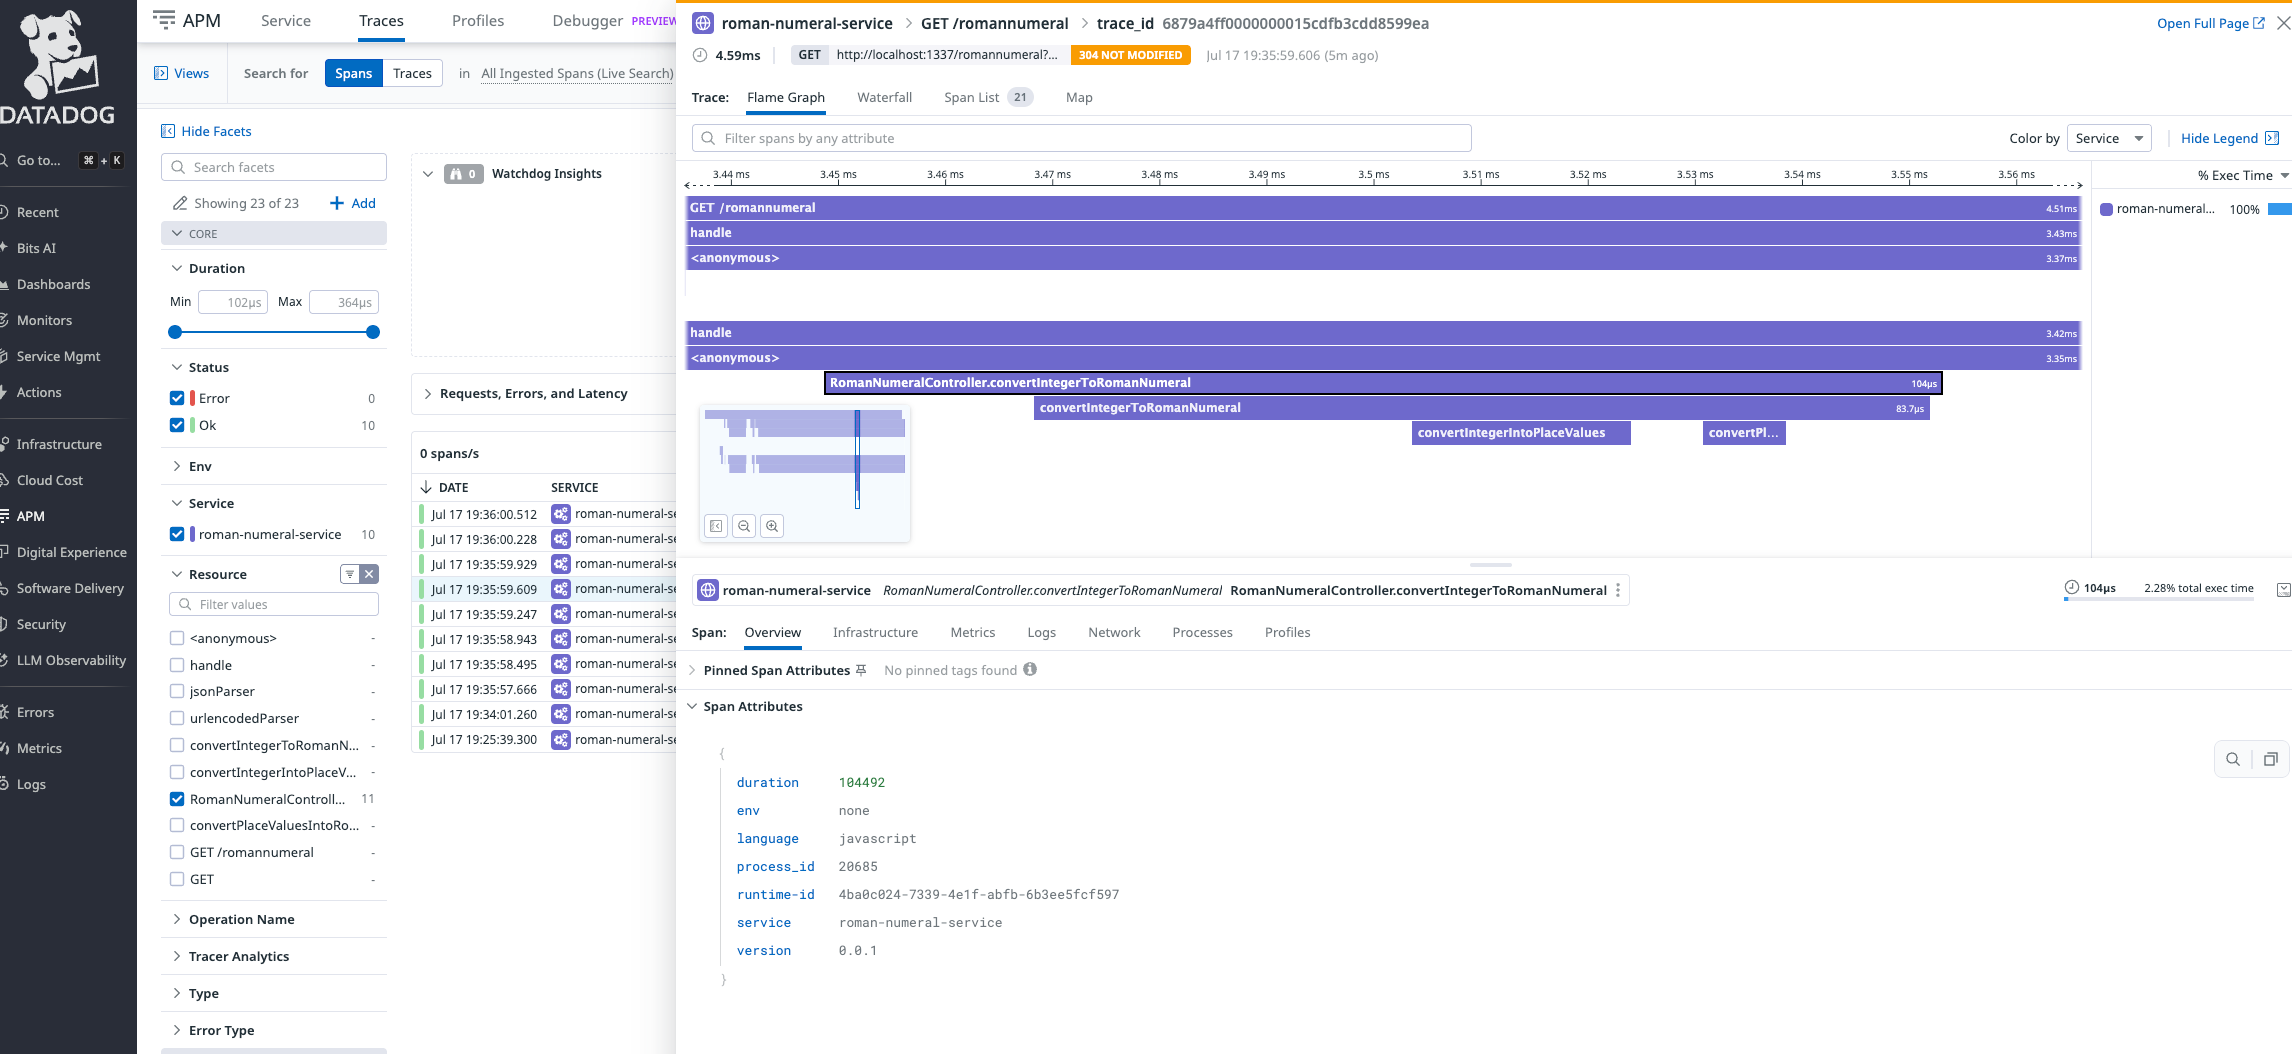 DATADOG
Go to... ⌘ + K
Recent
Bits AI
Dashboards
Monitors
Service Mgmt
Actions
Infrastructure
Cloud Cost
APM
Digital Experience
Software Delivery
Security
LLM Observability
Errors
Metrics
Logs
APM Service Traces Profiles Debugger PREVIEW
Views Search for Spans Traces in All Ingested Spans (Live Search)
Hide Facets
Search facets
Showing 23 of 23 Add
CORE
Duration
Min 102µs Max 364µs
Status
Error 0
Ok 10
Env
Service
roman-numeral-service 10
Resource
Filter values
<anonymous> -
handle -
jsonParser -
urlencodedParser -
convertIntegerToRomanN... -
convertIntegerIntoPlaceV... -
RomanNumeralControll... 11
convertPlaceValuesIntoRo... -
GET /romannumeral -
GET -
Operation Name
Tracer Analytics
Type
Error Type
0 Watchdog Insights
Requests, Errors, and Latency
0 spans/s
DATE SERVICE
Jul 17 19:36:00.512 roman-numeral-se
Jul 17 19:36:00.228 roman-numeral-se
Jul 17 19:35:59.929 roman-numeral-se
Jul 17 19:35:59.609 roman-numeral-se
Jul 17 19:35:59.247 roman-numeral-se
Jul 17 19:35:58.943 roman-numeral-se
Jul 17 19:35:58.495 roman-numeral-se
Jul 17 19:35:57.666 roman-numeral-se
Jul 17 19:34:01.260 roman-numeral-se
Jul 17 19:25:39.300 roman-numeral-se
roman-numeral-service > GET /romannumeral > trace_id 6879a4ff0000000015cdfb3cdd8599ea Open Full Page
4.59ms GET http://localhost:1337/romannumeral?... 304 NOT MODIFIED Jul 17 19:35:59.606 (5m ago)
Trace: Flame Graph Waterfall Span List 21 Map
Filter spans by any attribute Color by Service Hide Legend
3.44 ms 3.45 ms 3.46 ms 3.47 ms 3.48 ms 3.49 ms 3.5 ms 3.51 ms 3.52 ms 3.53 ms 3.54 ms 3.55 ms 3.56 ms % Exec Time
GET /romannumeral 4.51ms roman-numeral... 100%
handle 3.43ms
<anonymous> 3.37ms
handle 3.42ms
<anonymous> 3.35ms
RomanNumeralController.convertIntegerToRomanNumeral 104µs
convertIntegerToRomanNumeral 83.7µs
convertIntegerIntoPlaceValues convertPl...
roman-numeral-service RomanNumeralController.convertIntegerToRomanNumeral RomanNumeralController.convertIntegerToRomanNumeral 104µs 2.28% total exec time
Span: Overview Infrastructure Metrics Logs Network Processes Profiles
Pinned Span Attributes No pinned tags found
Span Attributes
{
duration 104492
env none
language javascript
process_id 20685
runtime-id 4ba0c024-7339-4e1f-abfb-6b3ee5fcf597
service roman-numeral-service
version 0.0.1
}